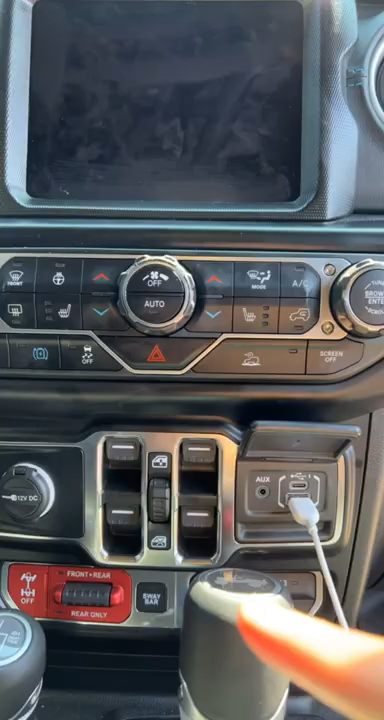 FRONT
OFF
MODE
A/C
TUNE
BROWSE
ENTER
AUTO
OFF
SCREEN
OFF
12V DC
AUX
FRONT+REAR
OFF
REAR ONLY
SWAY
BAR